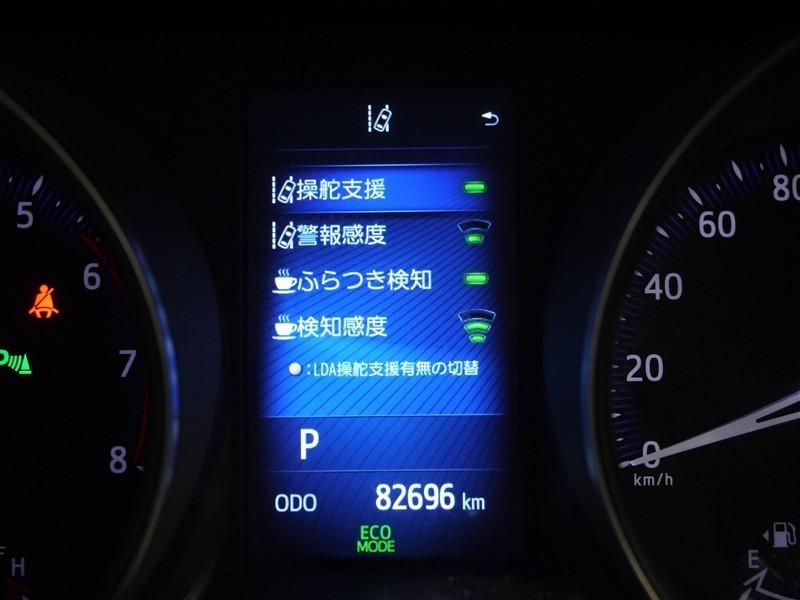 操舵支援
警報感度
ふらつき検知
検知感度
:LDA操舵支援有無の切替
P
ODO 82696 km
ECO
MODE
5
6
7
8
H
P
80
60
40
20
0
km/h
E